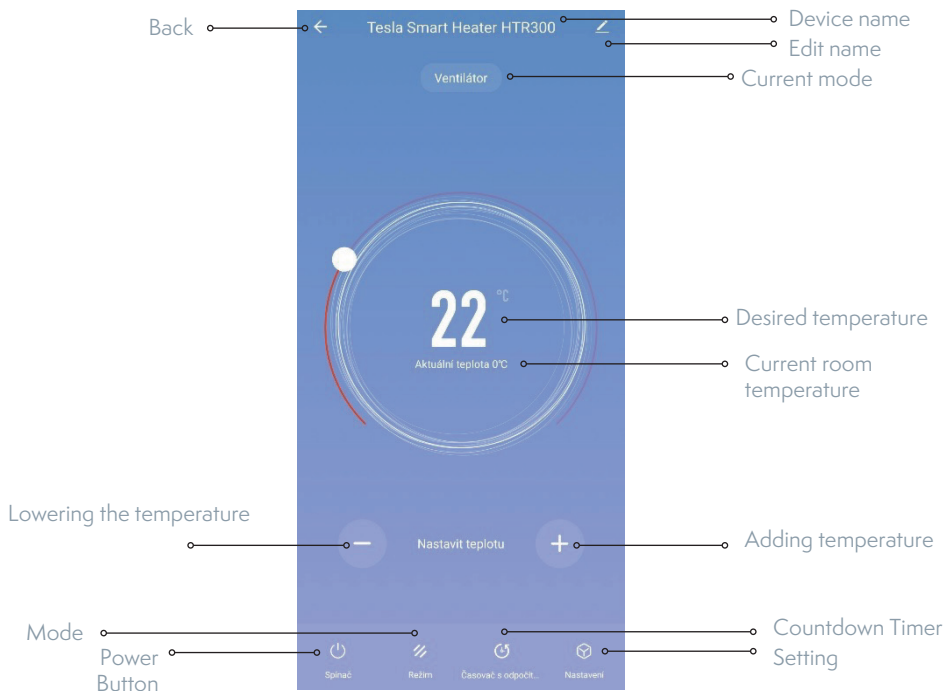 Back
Tesla Smart Heater HTR300
Device name
Edit name
Ventilátor
Current mode
22 °C
Desired temperature
Aktuální teplota 0°C
Current room
temperature
Lowering the temperature
Nastavit teplotu
Adding temperature
Mode
Countdown Timer
Power
Button
Setting
Spínač
Režim
Časovač s odpočít...
Nastavení